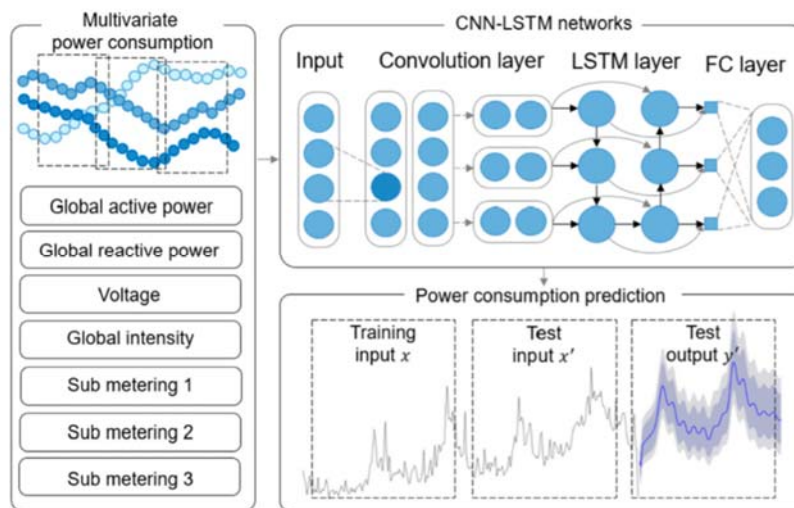 Multivariate
power consumption
Global active power
Global reactive power
Voltage
Global intensity
Sub metering 1
Sub metering 2
Sub metering 3
CNN-LSTM networks
Input
Convolution layer
LSTM layer
FC layer
Power consumption prediction
Training
input x
Test
input x'
Test
output y'